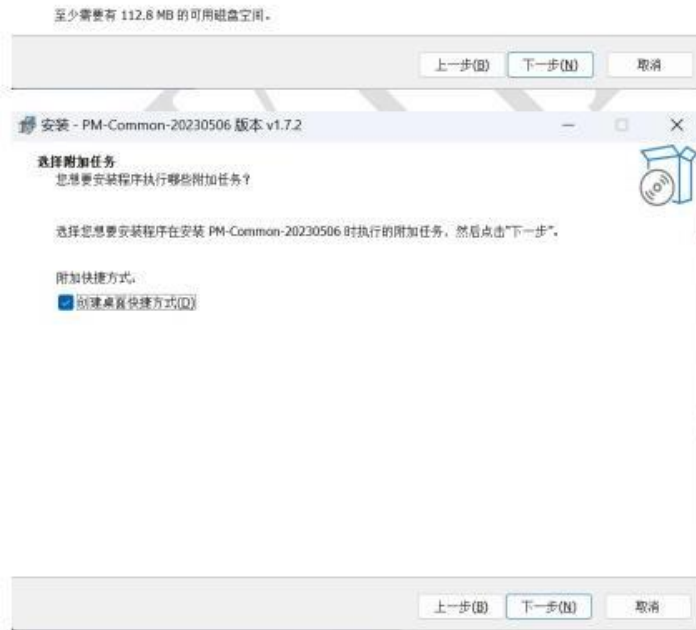 至少需要有 112.8 MB 的可用磁盘空间。
上一步(B) 下一步(N) 取消
安装 - PM-Common-20230506 版本 v1.7.2
选择附加任务
您想要安装程序执行哪些附加任务?
选择您想要安装程序在安装 PM-Common-20230506 时执行的附加任务，然后点击"下一步"。
附加快捷方式:
创建桌面快捷方式(D)
上一步(B) 下一步(N) 取消